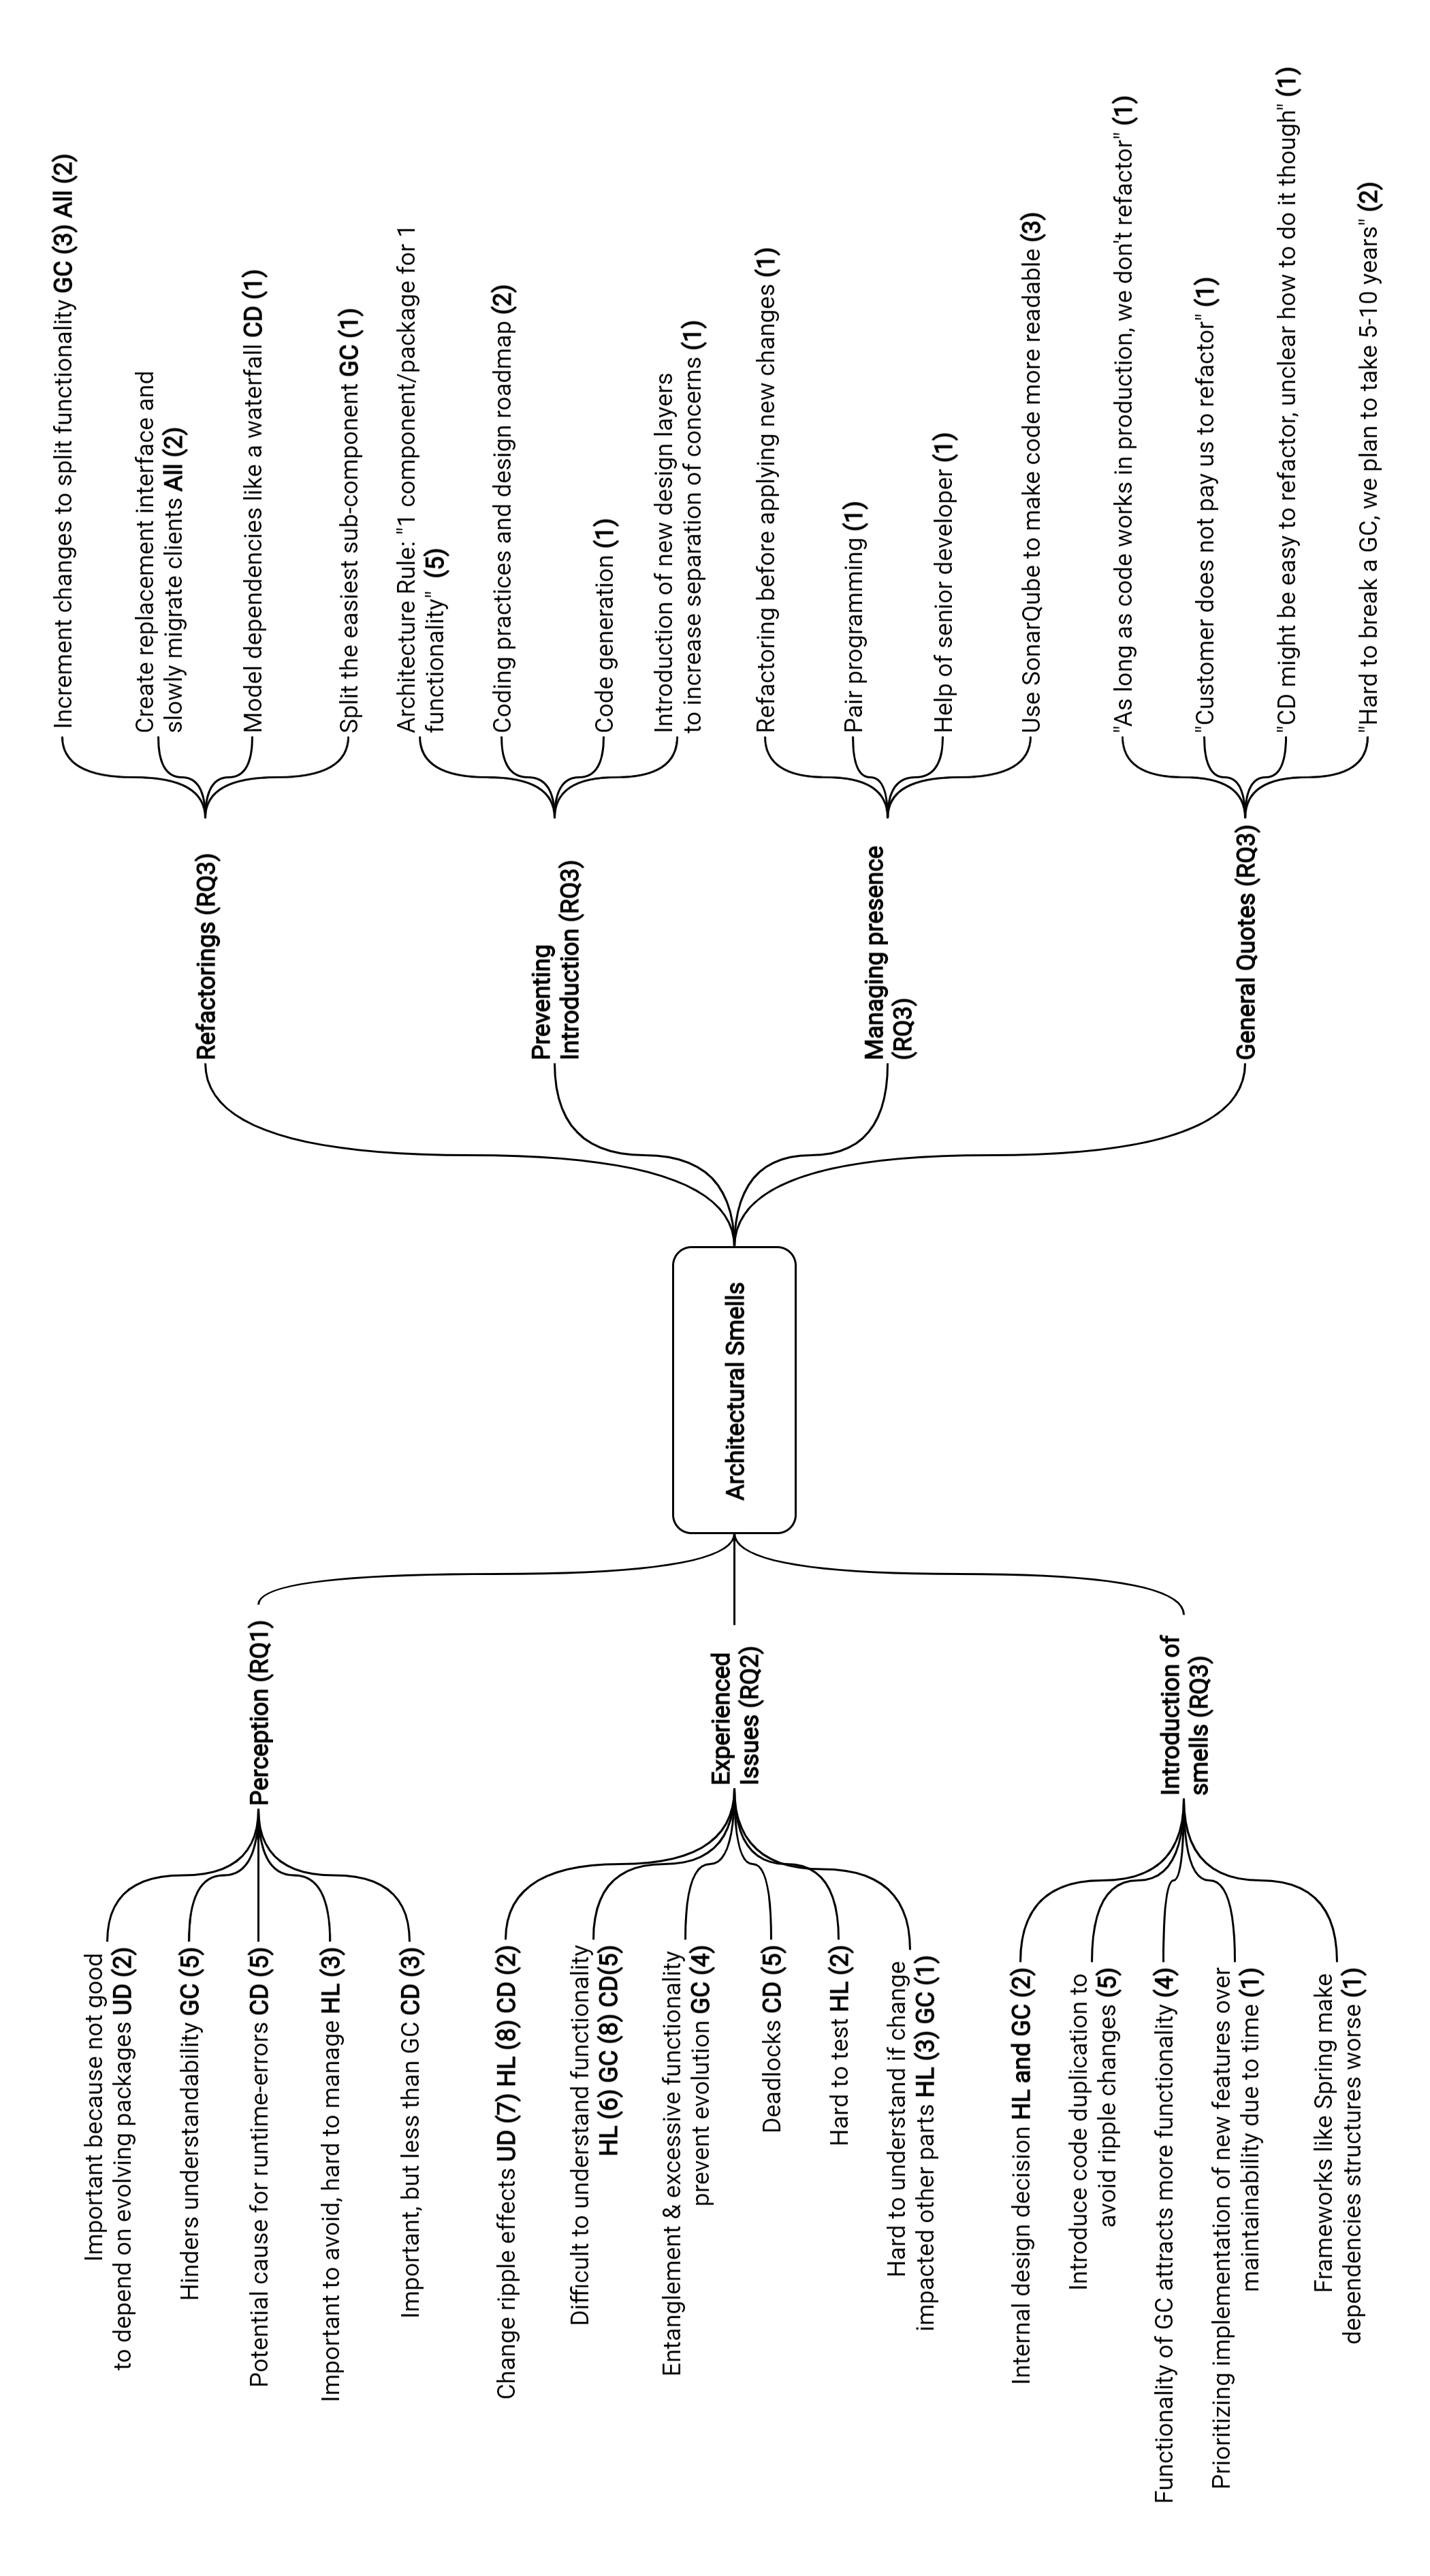 Architectural Smells
Perception (RQ1)
Important because not good
to depend on evolving packages UD (2)
Hinders understandability GC (5)
Potential cause for runtime-errors CD (5)
Important to avoid, hard to manage HL (3)
Important, but less than GC CD (3)
Experienced
Issues (RQ2)
Change ripple effects UD (7) HL (8) CD (2)
Difficult to understand functionality
HL (6) GC (8) CD(5)
Entanglement & excessive functionality
prevent evolution GC (4)
Deadlocks CD (5)
Hard to test HL (2)
Hard to understand if change
impacted other parts HL (3) GC (1)
Introduction of
smells (RQ3)
Internal design decision HL and GC (2)
Introduce code duplication to
avoid ripple changes (5)
Functionality of GC attracts more functionality (4)
Prioritizing implementation of new features over
maintainability due to time (1)
Frameworks like Spring make
dependencies structures worse (1)
Refactorings (RQ3)
Increment changes to split functionality GC (3) All (2)
Create replacement interface and
slowly migrate clients All (2)
Model dependencies like a waterfall CD (1)
Split the easiest sub-component GC (1)
Preventing
Introduction (RQ3)
Architecture Rule: "1 component/package for 1
functionality" (5)
Coding practices and design roadmap (2)
Code generation (1)
Introduction of new design layers
to increase separation of concerns (1)
Managing presence
(RQ3)
Refactoring before applying new changes (1)
Pair programming (1)
Help of senior developer (1)
Use SonarQube to make code more readable (3)
General Quotes (RQ3)
"As long as code works in production, we don't refactor" (1)
"Customer does not pay us to refactor" (1)
"CD might be easy to refactor, unclear how to do it though" (1)
"Hard to break a GC, we plan to take 5-10 years" (2)